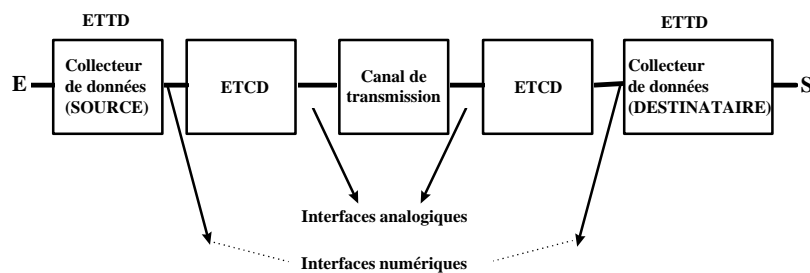 ETTD
ETTD
E
Collecteur
de données
(SOURCE)
ETCD
Canal de
transmission
ETCD
Collecteur
de données
(DESTINATAIRE)
S
Interfaces analogiques
Interfaces numériques